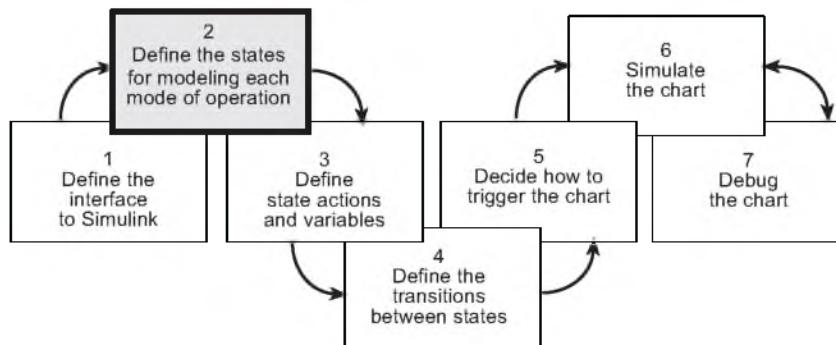 1
Define the
interface
to Simulink
2
Define the states
for modeling each
mode of operation
3
Define
state actions
and variables
4
Define the
transitions
between states
5
Decide how to
trigger the chart
6
Simulate
the chart
7
Debug
the chart